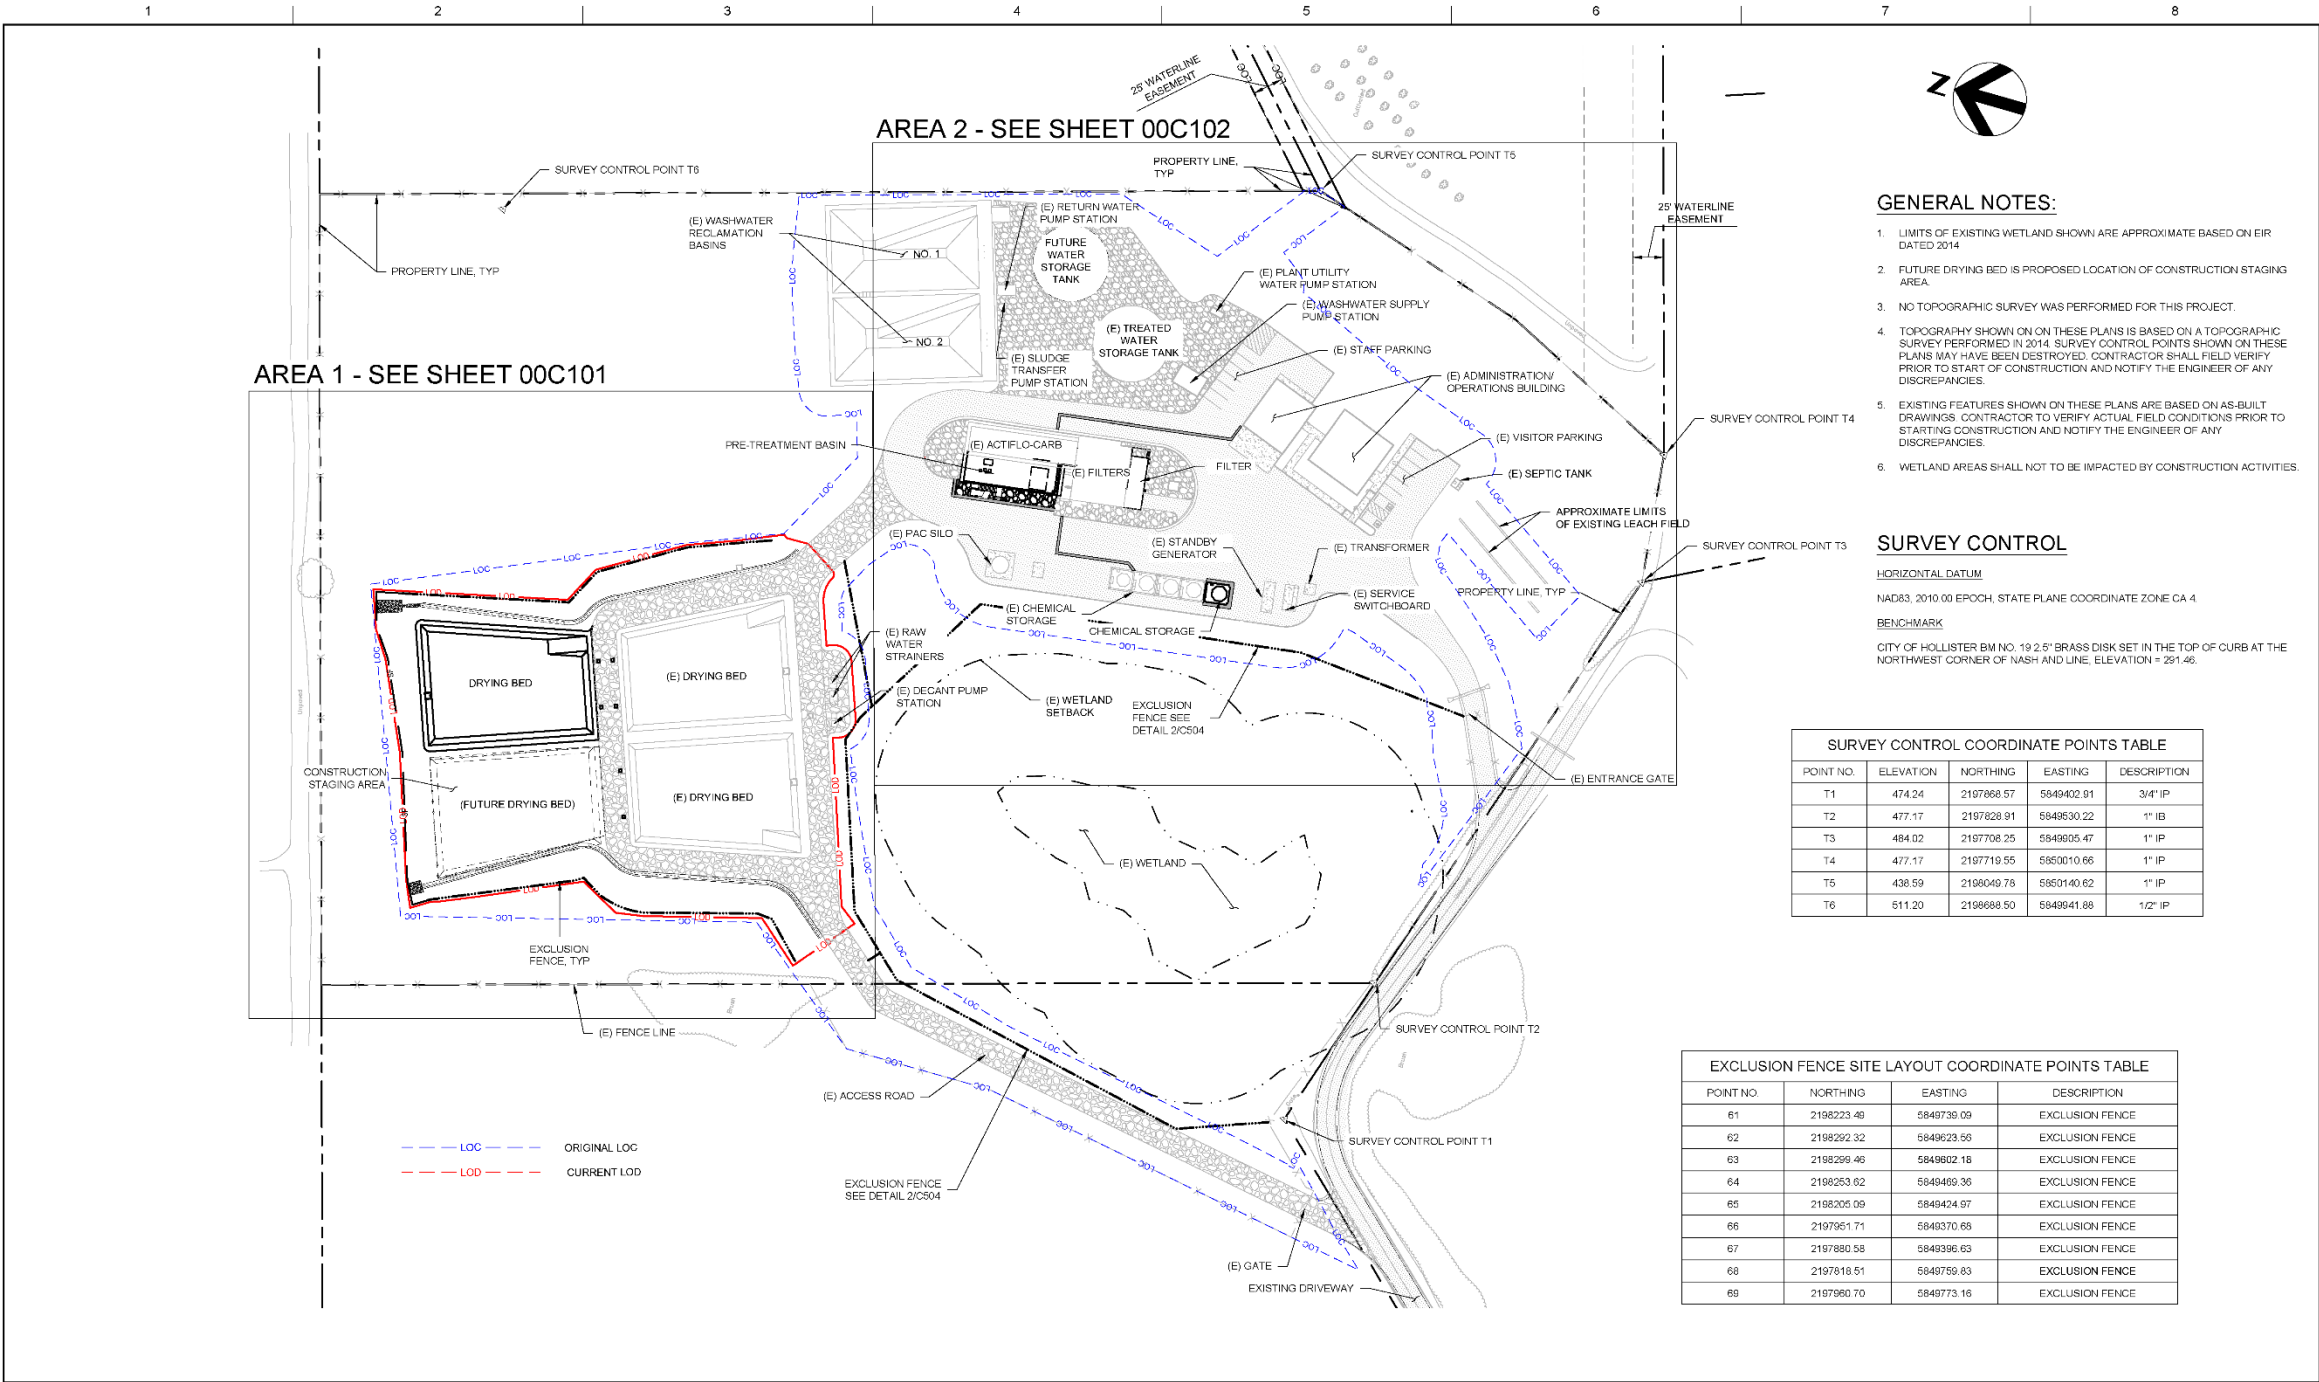 1 2 3 4 5 6 7 8
25' WATERLINE
EASEMENT
AREA 2 - SEE SHEET 00C102
SURVEY CONTROL POINT T6
PROPERTY LINE,
TYP
SURVEY CONTROL POINT T5
(E) WASHWATER
RECLAMATION
BASINS
NO. 1
NO. 2
(E) RETURN WATER
PUMP STATION
FUTURE
WATER
STORAGE
TANK
25' WATERLINE
EASEMENT
PROPERTY LINE, TYP
(E) PLANT UTILITY
WATER PUMP STATION
(E) WASHWATER SUPPLY
PUMP STATION
(E) TREATED
WATER
STORAGE TANK
(E) STAFF PARKING
(E) SLUDGE
TRANSFER
PUMP STATION
(E) ADMINISTRATION/
OPERATIONS BUILDING
AREA 1 - SEE SHEET 00C101
SURVEY CONTROL POINT T4
PRE-TREATMENT BASIN
(E) ACTIFLO-CARB
(E) FILTERS
FILTER
(E) VISITOR PARKING
(E) SEPTIC TANK
APPROXIMATE LIMITS
OF EXISTING LEACH FIELD
(E) PAC SILO
(E) STANDBY
GENERATOR
(E) TRANSFORMER
SURVEY CONTROL POINT T3
(E) SERVICE
SWITCHBOARD
PROPERTY LINE, TYP
(E) CHEMICAL
STORAGE
CHEMICAL STORAGE
(E) RAW
WATER
STRAINERS
DRYING BED
(E) DRYING BED
(E) DECANT PUMP
STATION
(E) WETLAND
SETBACK
EXCLUSION
FENCE SEE
DETAIL 2/C504
CONSTRUCTION
STAGING AREA
(FUTURE DRYING BED)
(E) DRYING BED
(E) ENTRANCE GATE
(E) WETLAND
EXCLUSION
FENCE, TYP
(E) FENCE LINE
SURVEY CONTROL POINT T2
(E) ACCESS ROAD
SURVEY CONTROL POINT T1
LOC ORIGINAL LOC
LOD CURRENT LOD
EXCLUSION FENCE
SEE DETAIL 2/C504
(E) GATE
EXISTING DRIVEWAY
Z
GENERAL NOTES:
1. LIMITS OF EXISTING WETLAND SHOWN ARE APPROXIMATE BASED ON EIR
DATED 2014
2. FUTURE DRYING BED IS PROPOSED LOCATION OF CONSTRUCTION STAGING
AREA.
3. NO TOPOGRAPHIC SURVEY WAS PERFORMED FOR THIS PROJECT.
4. TOPOGRAPHY SHOWN ON ON THESE PLANS IS BASED ON A TOPOGRAPHIC
SURVEY PERFORMED IN 2014. SURVEY CONTROL POINTS SHOWN ON THESE
PLANS MAY HAVE BEEN DESTROYED. CONTRACTOR SHALL FIELD VERIFY
PRIOR TO START OF CONSTRUCTION AND NOTIFY THE ENGINEER OF ANY
DISCREPANCIES.
5. EXISTING FEATURES SHOWN ON THESE PLANS ARE BASED ON AS-BUILT
DRAWINGS. CONTRACTOR TO VERIFY ACTUAL FIELD CONDITIONS PRIOR TO
STARTING CONSTRUCTION AND NOTIFY THE ENGINEER OF ANY
DISCREPANCIES.
6. WETLAND AREAS SHALL NOT TO BE IMPACTED BY CONSTRUCTION ACTIVITIES.
SURVEY CONTROL
HORIZONTAL DATUM
NAD83, 2010.00 EPOCH, STATE PLANE COORDINATE ZONE CA 4.
BENCHMARK
CITY OF HOLLISTER BM NO. 19 2.5" BRASS DISK SET IN THE TOP OF CURB AT THE
NORTHWEST CORNER OF NASH AND LINE, ELEVATION = 291.46.
SURVEY CONTROL COORDINATE POINTS TABLE
POINT NO. ELEVATION NORTHING EASTING DESCRIPTION
T1 474.24 2197868.57 5849402.91 3/4" IP
T2 477.17 2197828.91 5849530.22 1" IB
T3 484.02 2197708.25 5849905.47 1" IP
T4 477.17 2197719.55 5850010.66 1" IP
T5 438.59 2198049.78 5850140.62 1" IP
T6 511.20 2198688.50 5849941.88 1/2" IP
EXCLUSION FENCE SITE LAYOUT COORDINATE POINTS TABLE
POINT NO. NORTHING EASTING DESCRIPTION
61 2198223.49 5849739.09 EXCLUSION FENCE
62 2198292.32 5849623.56 EXCLUSION FENCE
63 2198299.46 5849602.18 EXCLUSION FENCE
64 2198253.62 5849469.36 EXCLUSION FENCE
65 2198205.09 5849424.97 EXCLUSION FENCE
66 2197951.71 5849370.68 EXCLUSION FENCE
67 2197880.58 5849396.63 EXCLUSION FENCE
68 2197818.51 5849759.83 EXCLUSION FENCE
69 2197960.70 5849773.16 EXCLUSION FENCE